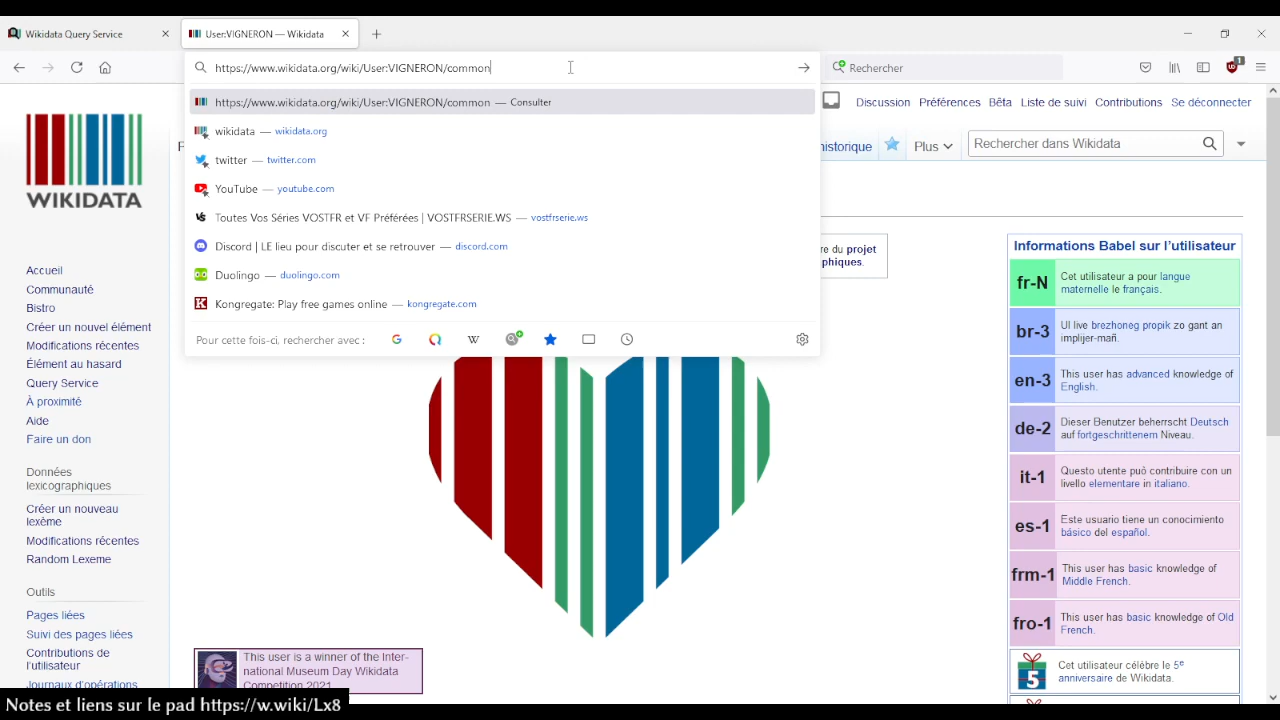 Wikidata Query Service
User:VIGNERON — Wikidata
https://www.wikidata.org/wiki/User:VIGNERON/common
Rechercher
1
https://www.wikidata.org/wiki/User:VIGNERON/common — Consulter
wikidata — wikidata.org
twitter — twitter.com
YouTube — youtube.com
Toutes Vos Séries VOSTFR et VF Préférées | VOSTFRSERIE.WS — vostfrserie.ws
Discord | LE lieu pour discuter et se retrouver — discord.com
Duolingo — duolingo.com
Kongregate: Play free games online — kongregate.com
Pour cette fois-ci, rechercher avec :
Discussion Préférences Bêta Liste de suivi Contributions Se déconnecter
historique Plus Rechercher dans Wikidata
WIKIDATA
Accueil
Communauté
Bistro
Créer un nouvel élément
Modifications récentes
Élément au hasard
Query Service
À proximité
Aide
Faire un don
Données
lexicographiques
Créer un nouveau
lexème
Modifications récentes
Random Lexeme
Outils
Pages liées
Suivi des pages liées
Contributions de
l'utilisateur
Journaux d'opérations
re du projet
phiques.
This user is a winner of the Inter-
national Museum Day Wikidata
Competition 2021
Informations Babel sur l'utilisateur
fr-N
Cet utilisateur a pour langue
maternelle le français.
br-3
Ul live brezhoneg propik zo gant an
implijer-mañ.
en-3
This user has advanced knowledge of
English.
de-2
Dieser Benutzer beherrscht Deutsch
auf fortgeschrittenem Niveau.
it-1
Questo utente può contribuire con un
livello elementare in italiano.
es-1
Este usuario tiene un conocimiento
básico del español.
frm-1
This user has basic knowledge of
Middle French.
fro-1
This user has basic knowledge of Old
French.
5
Cet utilisateur célèbre le 5e
anniversaire de Wikidata.
Notes et liens sur le pad https://w.wiki/Lx8